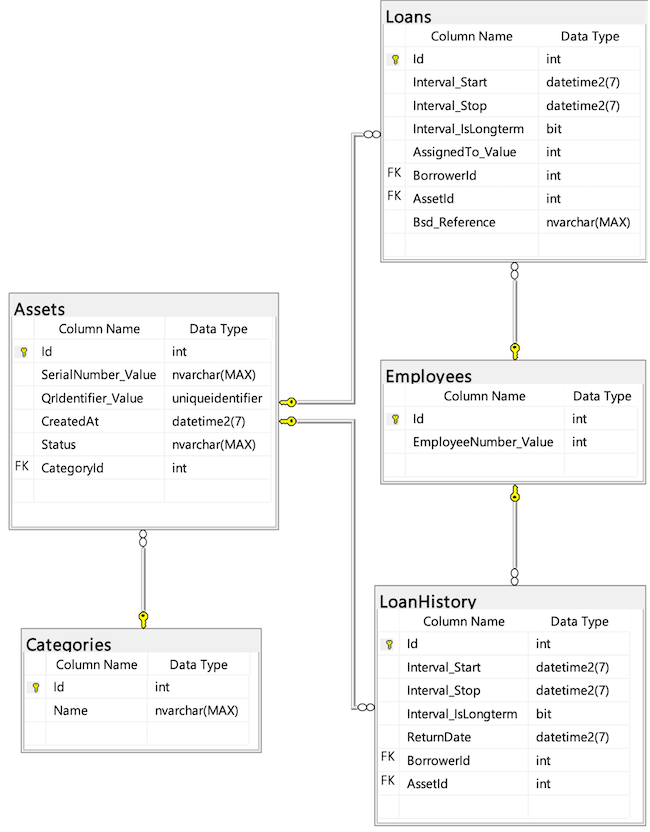 Loans
Column Name Data Type
Id int
Interval_Start datetime2(7)
Interval_Stop datetime2(7)
Interval_IsLongterm bit
AssignedTo_Value int
FK BorrowerId int
FK AssetId int
Bsd_Reference nvarchar(MAX)
Assets
Column Name Data Type
Id int
SerialNumber_Value nvarchar(MAX)
QrIdentifier_Value uniqueidentifier
CreatedAt datetime2(7)
Status nvarchar(MAX)
FK CategoryId int
Employees
Column Name Data Type
Id int
EmployeeNumber_Value int
Categories
Column Name Data Type
Id int
Name nvarchar(MAX)
LoanHistory
Column Name Data Type
Id int
Interval_Start datetime2(7)
Interval_Stop datetime2(7)
Interval_IsLongterm bit
ReturnDate datetime2(7)
FK BorrowerId int
FK AssetId int